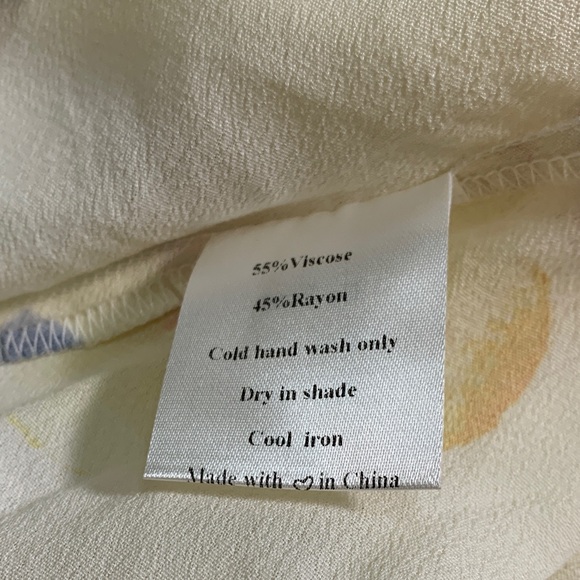 55%Viscose
45%Rayon
Cold hand wash only
Dry in shade
Cool iron
Made with ♡ in China